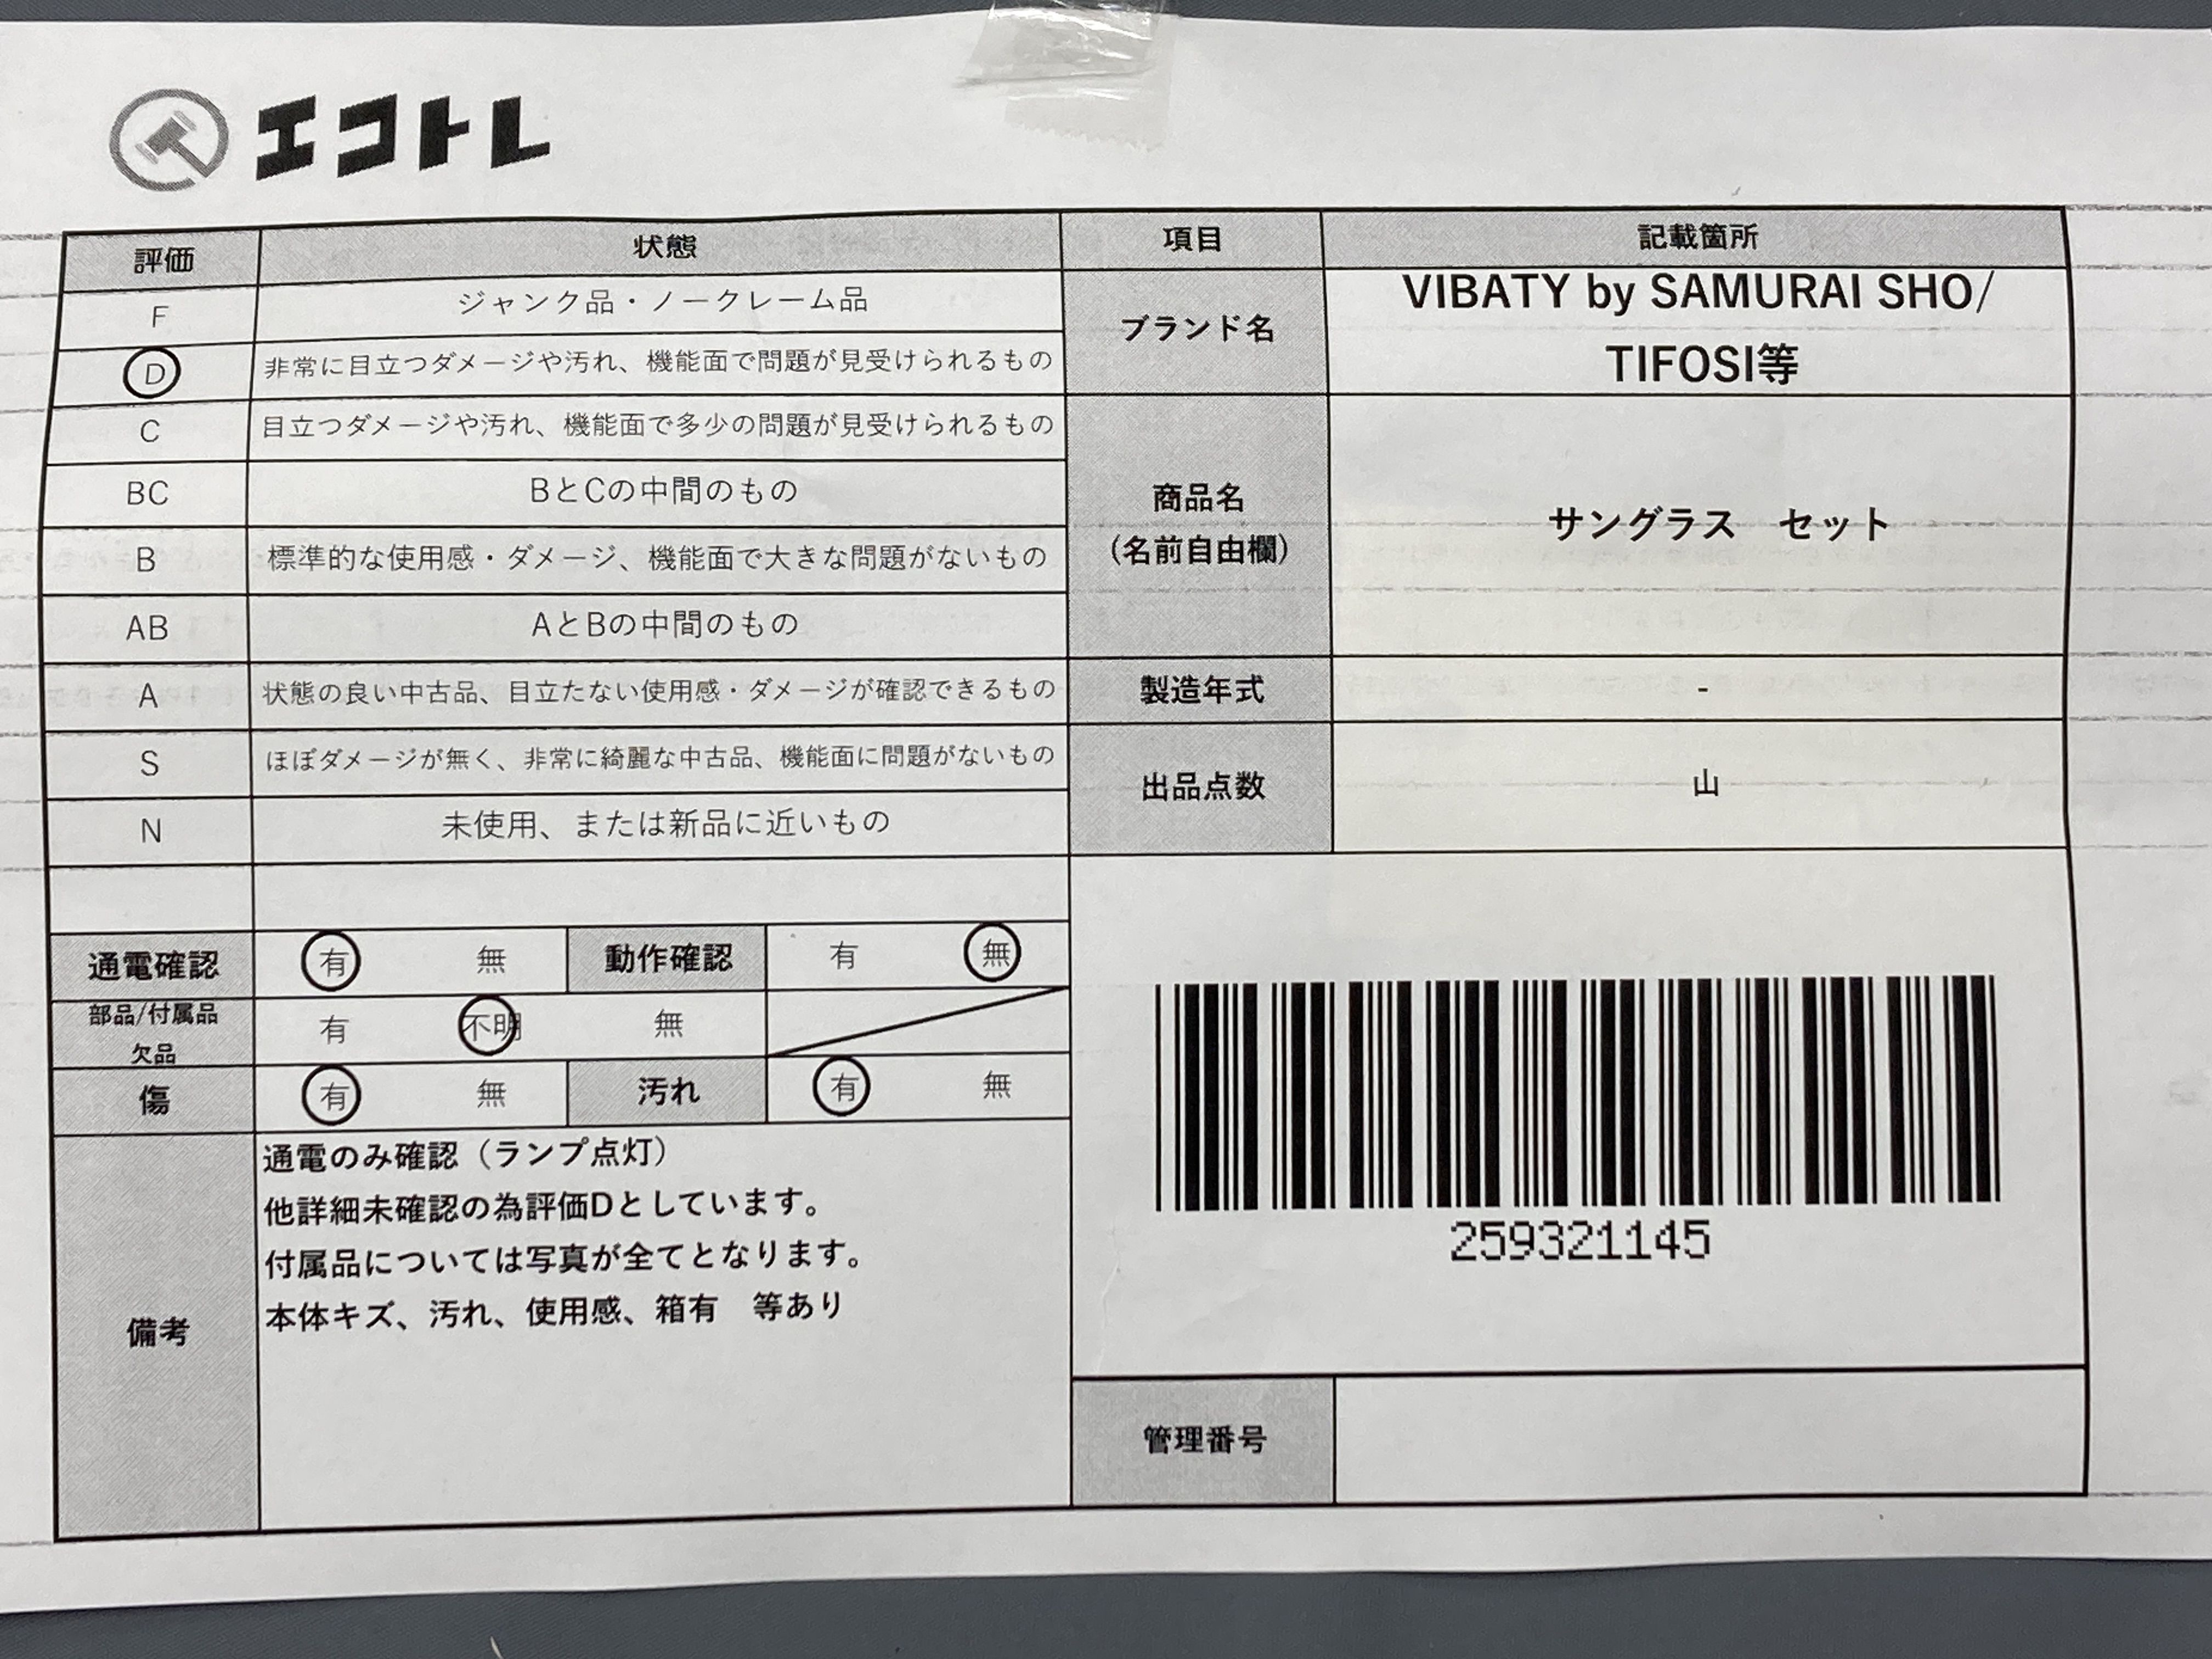 エコトレ
評価 状態
F ジャンク品・ノークレーム品
D 非常に目立つダメージや汚れ、機能面で問題が見受けられるもの
C 目立つダメージや汚れ、機能面で多少の問題が見受けられるもの
BC BとCの中間のもの
B 標準的な使用感・ダメージ、機能面で大きな問題がないもの
AB AとBの中間のもの
A 状態の良い中古品、目立たない使用感・ダメージが確認できるもの
S ほぼダメージが無く、非常に綺麗な中古品、機能面に問題がないもの
N 未使用、または新品に近いもの
通電確認 有 無 動作確認 有 無
部品/付属品
欠品 有 不明 無
傷 有 無 汚れ 有 無
備考
通電のみ確認（ランプ点灯）
他詳細未確認の為評価Dとしています。
付属品については写真が全てとなります。
本体キズ、汚れ、使用感、箱有　等あり
項目 記載箇所
ブランド名
VIBATY by SAMURAI SHO/
TIFOSI等
商品名
(名前自由欄)
サングラス　セット
製造年式 -
出品点数 山
259321145
管理番号